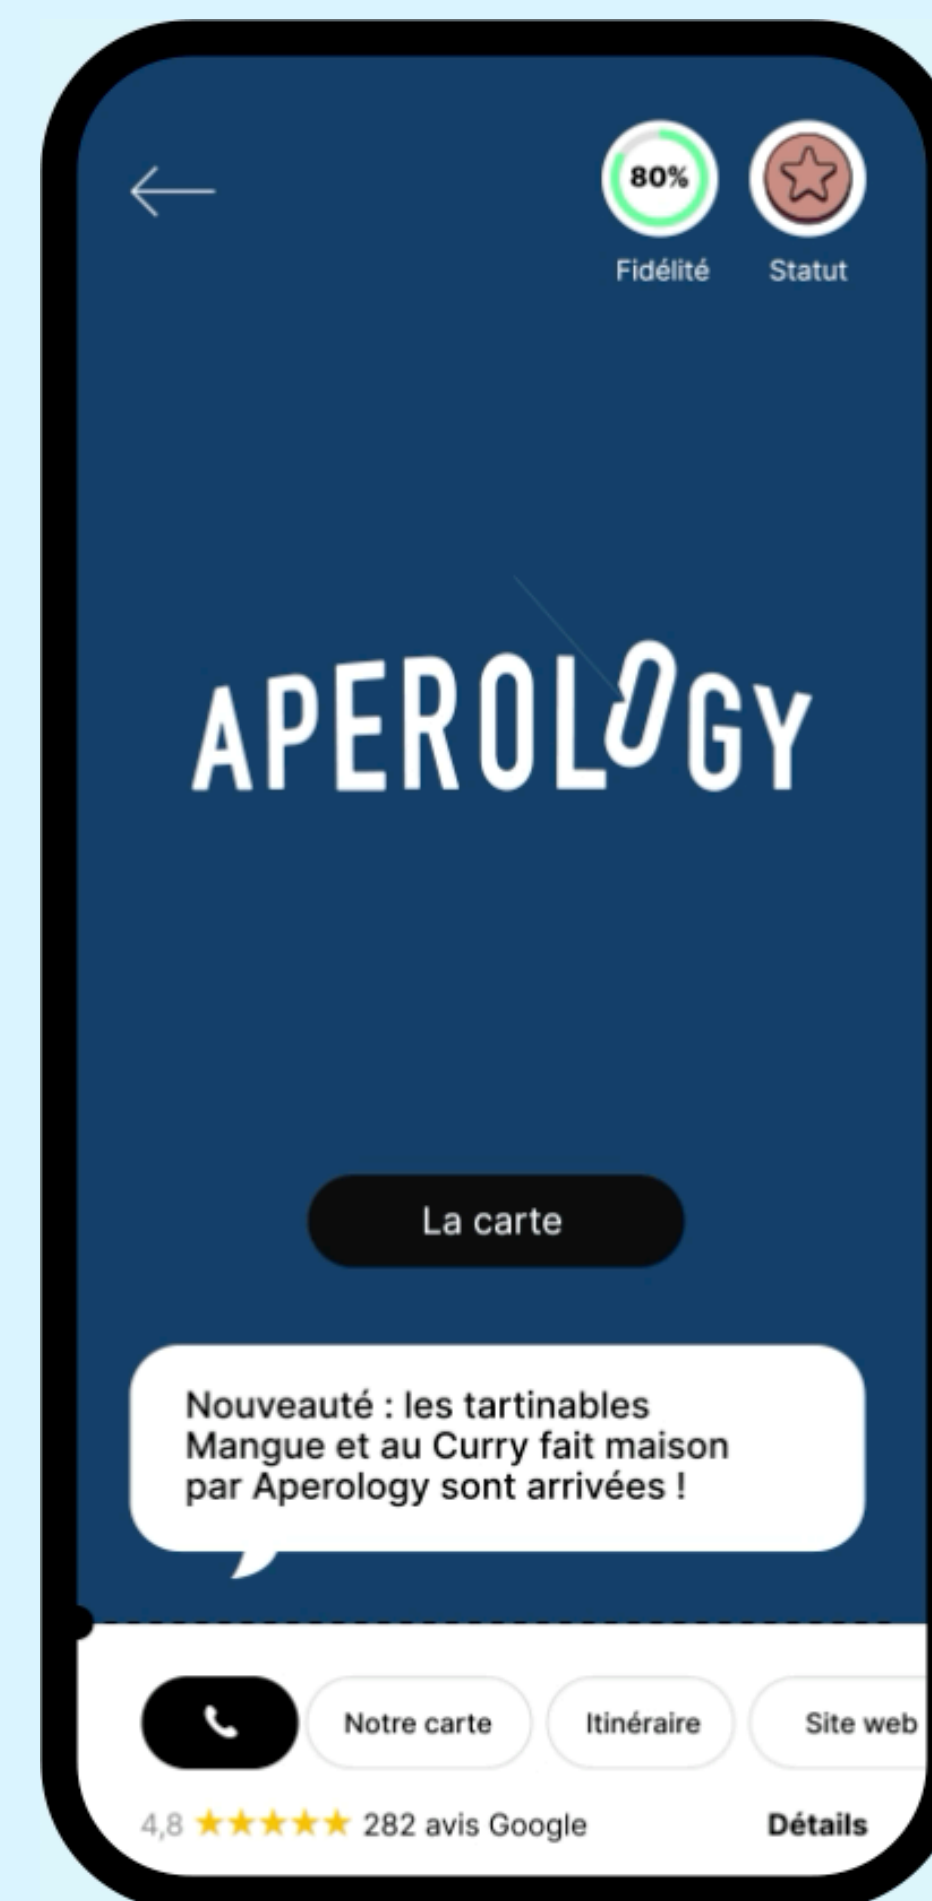 80%
Fidélité
Statut
APEROLOGY
La carte
Nouveauté : les tartinables
Mangue et au Curry fait maison
par Aperology sont arrivées !
Notre carte
Itinéraire
Site web
4,8 ★★★★★ 282 avis Google
Détails